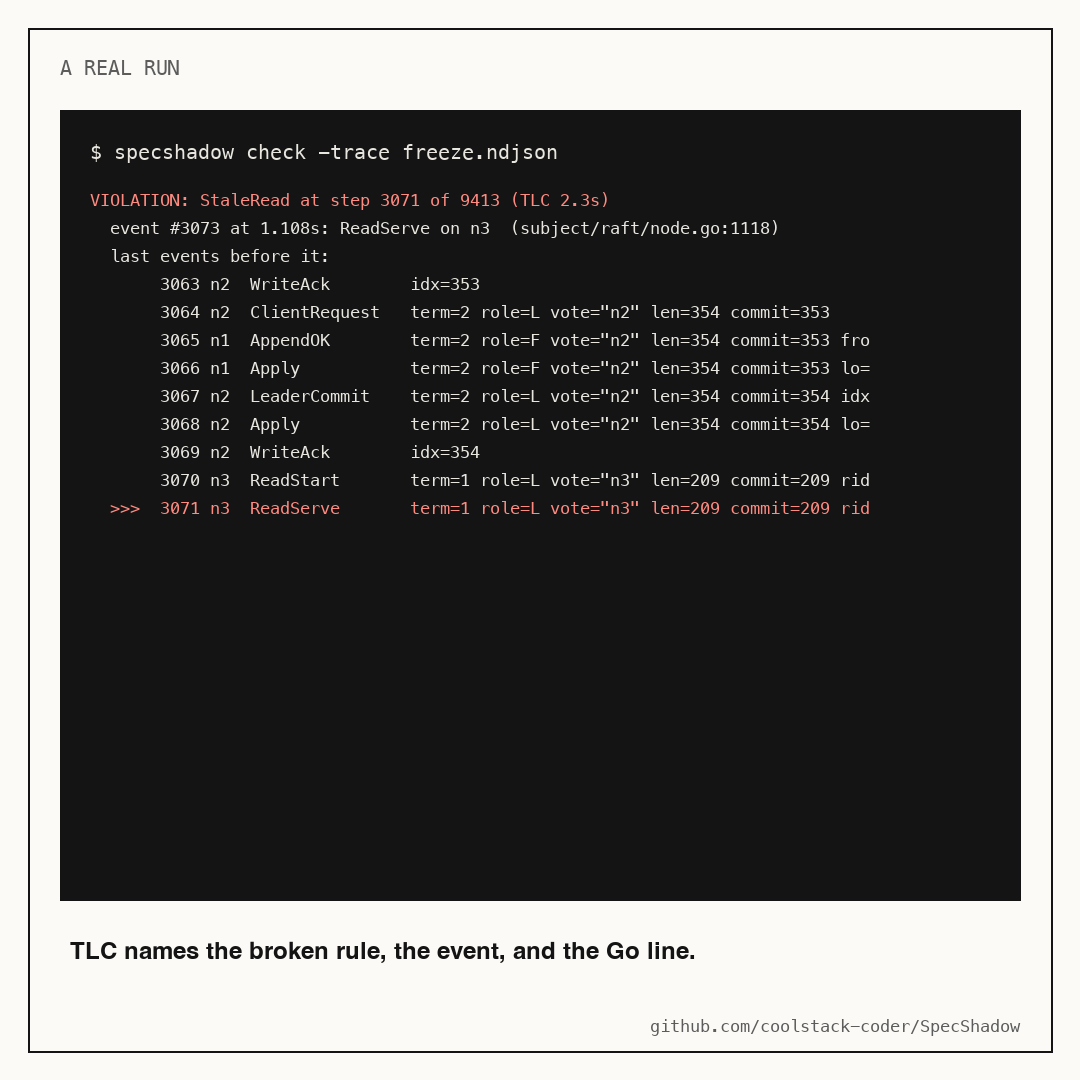 A REAL RUN
$ specshadow check −trace freeze.ndjson
VIOLATION: StaleRead at step 3071 of 9413 (TLC 2.3s)
event #3073 at 1.108s: ReadServe on n3 (subject/raft/node.go:1118)
last events before it:
3063 n2 WriteAck idx=353
3064 n2 ClientRequest term=2 role=L vote="n2" len=354 commit=353
3065 n1 AppendOK term=2 role=F vote="n2" len=354 commit=353 fro
3066 n1 Apply term=2 role=F vote="n2" len=354 commit=353 lo=
3067 n2 LeaderCommit term=2 role=L vote="n2" len=354 commit=354 idx
3068 n2 Apply term=2 role=L vote="n2" len=354 commit=354 lo=
3069 n2 WriteAck idx=354
3070 n3 ReadStart term=1 role=L vote="n3" len=209 commit=209 rid
>>> 3071 n3 ReadServe term=1 role=L vote="n3" len=209 commit=209 rid
TLC names the broken rule, the event, and the Go line.
github.com/coolstack-coder/SpecShadow